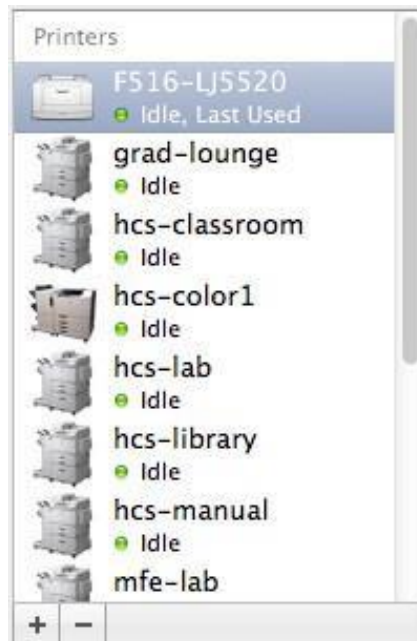 Printers
F516-LJ5520
Idle, Last Used
grad-lounge
Idle
hcs-classroom
Idle
hcs-color1
Idle
hcs-lab
Idle
hcs-library
Idle
hcs-manual
Idle
mfe-lab
+ −